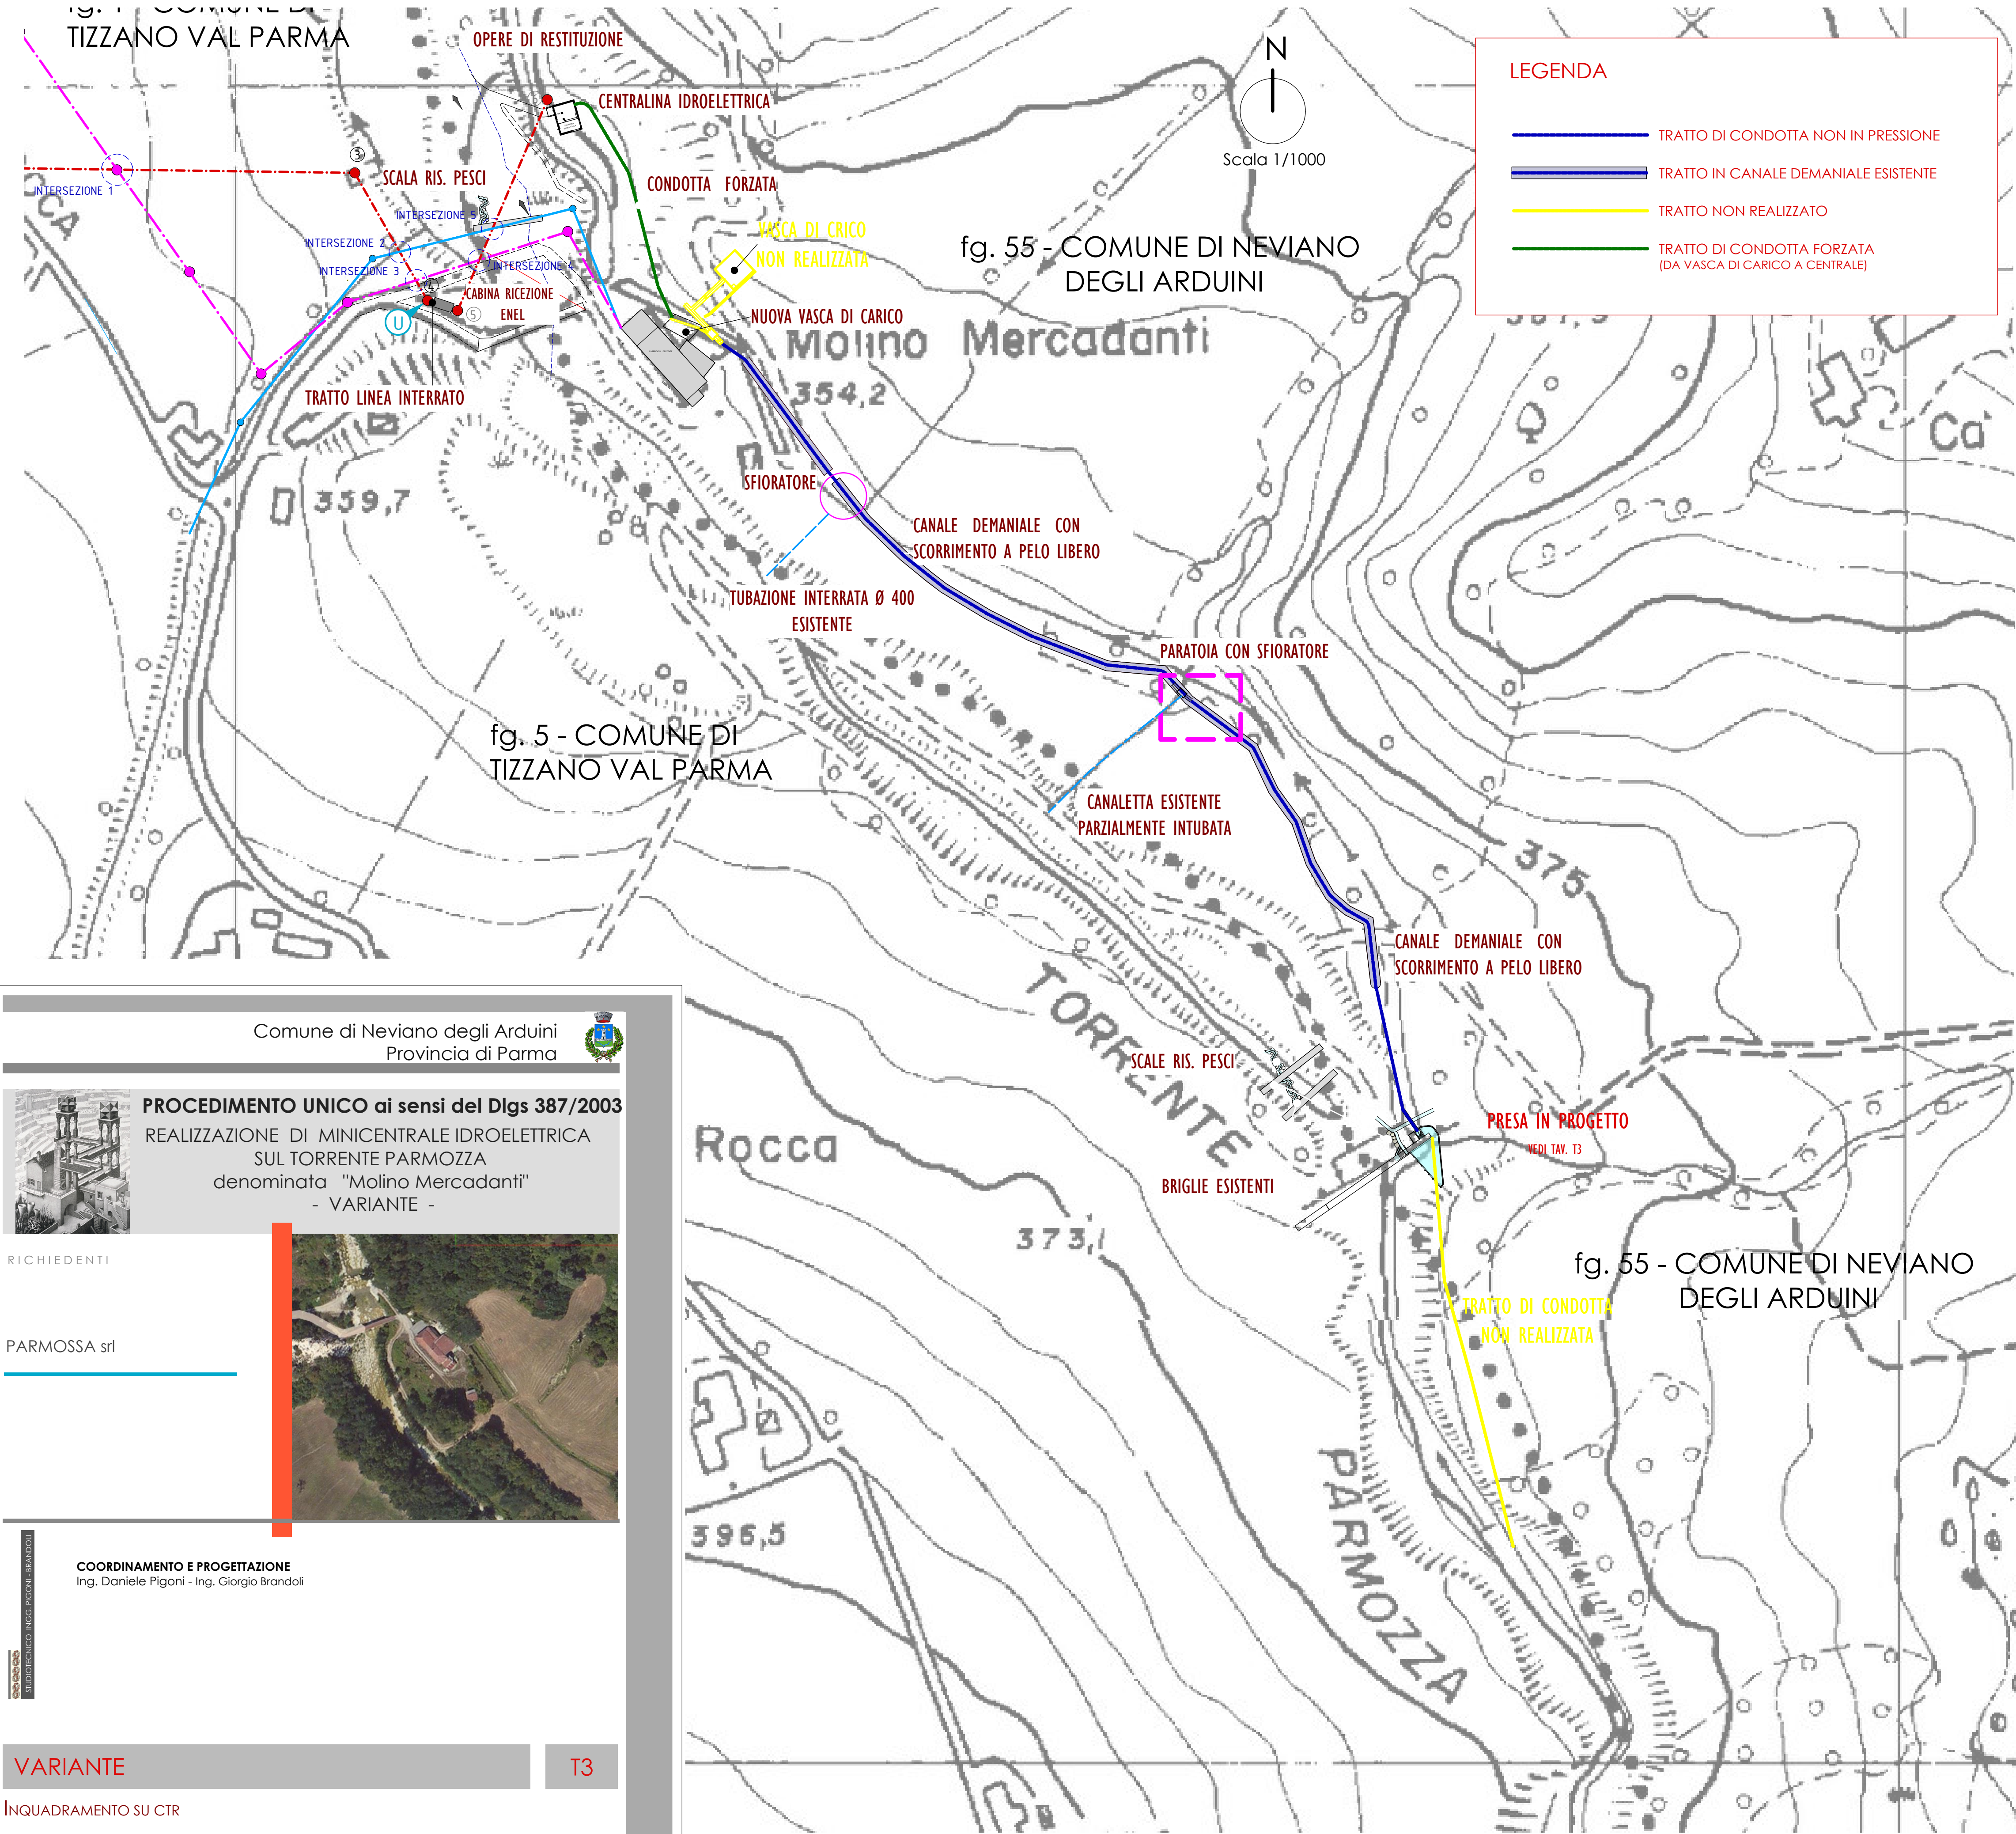 TIZZANO VAL PARMA
OPERE DI RESTITUZIONE
CENTRALINA IDROELETTRICA
3
SCALA RIS. PESCI
INTERSEZIONE 1
INTERSEZIONE 5
INTERSEZIONE 2
INTERSEZIONE 3
INTERSEZIONE 4
4
CABINA RICEZIONE
ENEL
5
U
CONDOTTA FORZATA
VASCA DI CRICO
NON REALIZZATA
NUOVA VASCA DI CARICO
TRATTO LINEA INTERRATO
N
Scala 1/1000
fg. 55 - COMUNE DI NEVIANO
DEGLI ARDUINI
LEGENDA
TRATTO DI CONDOTTA NON IN PRESSIONE
TRATTO IN CANALE DEMANIALE ESISTENTE
TRATTO NON REALIZZATO
TRATTO DI CONDOTTA FORZATA
(DA VASCA DI CARICO A CENTRALE)
Molino Mercadanti
354,2
Ca'
359,7
SFIORATORE
CANALE DEMANIALE CON
SCORRIMENTO A PELO LIBERO
TUBAZIONE INTERRATA Ø 400
ESISTENTE
PARATOIA CON SFIORATORE
fg. 5 - COMUNE DI
TIZZANO VAL PARMA
CANALETTA ESISTENTE
PARZIALMENTE INTUBATA
375
CANALE DEMANIALE CON
SCORRIMENTO A PELO LIBERO
TORRENTE
SCALE RIS. PESCI
PRESA IN PROGETTO
VEDI TAV. T3
Rocca
BRIGLIE ESISTENTI
373,1
fg. 55 - COMUNE DI NEVIANO
DEGLI ARDUINI
TRATTO DI CONDOTTA
NON REALIZZATA
PARMOZZA
396,5
Comune di Neviano degli Arduini
Provincia di Parma
PROCEDIMENTO UNICO ai sensi del Dlgs 387/2003
REALIZZAZIONE DI MINICENTRALE IDROELETTRICA
SUL TORRENTE PARMOZZA
denominata "Molino Mercadanti"
- VARIANTE -
RICHIEDENTI
PARMOSSA srl
STUDIOTECNICO INGG. PIGONI - BRANDOLI
COORDINAMENTO E PROGETTAZIONE
Ing. Daniele Pigoni - Ing. Giorgio Brandoli
VARIANTE
T3
INQUADRAMENTO SU CTR